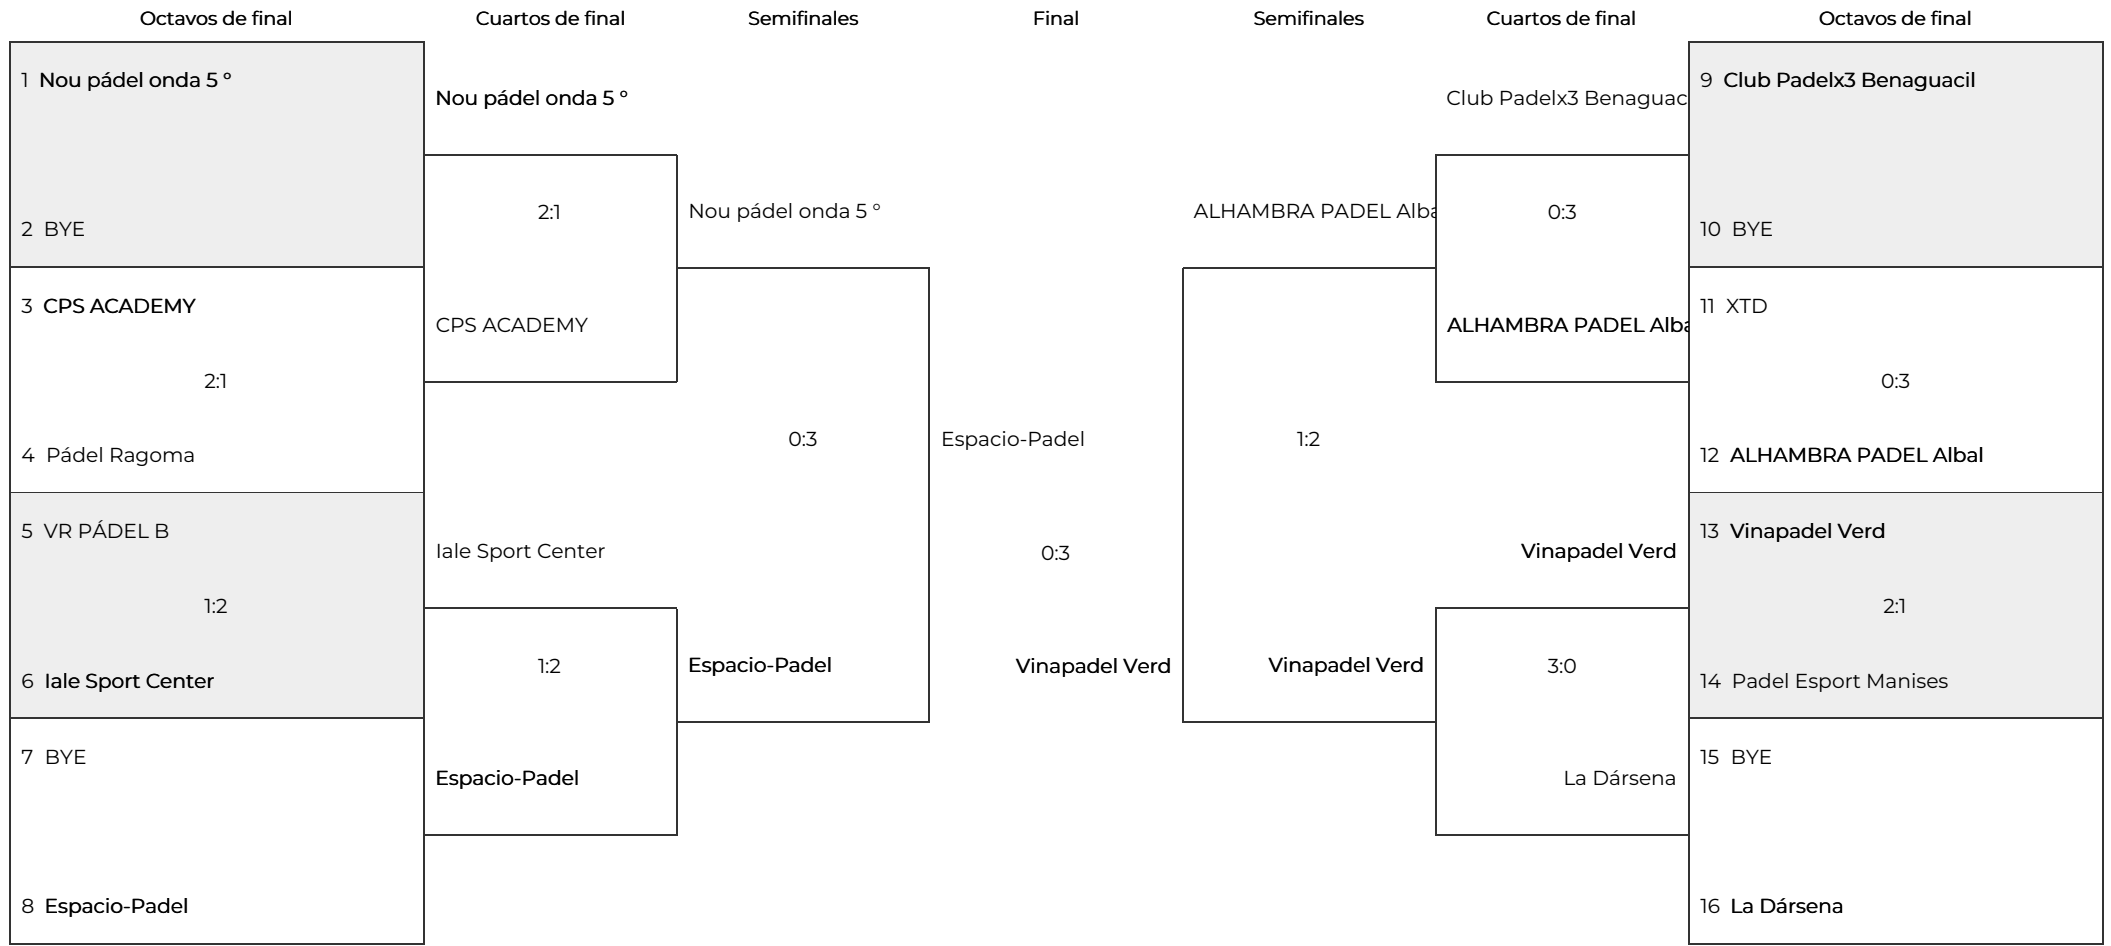 Octavos de final
Cuartos de final
Semifinales
Final
Semifinales
Cuartos de final
Octavos de final
1 Nou pádel onda 5 º
2 BYE
3 CPS ACADEMY
2:1
4 Pádel Ragoma
5 VR PÁDEL B
1:2
6 Iale Sport Center
7 BYE
8 Espacio-Padel
Nou pádel onda 5 º
2:1
CPS ACADEMY
Iale Sport Center
1:2
Espacio-Padel
Nou pádel onda 5 º
0:3
Espacio-Padel
Espacio-Padel
0:3
Vinapadel Verd
ALHAMBRA PADEL Alba
1:2
Vinapadel Verd
Club Padelx3 Benaguac
0:3
ALHAMBRA PADEL Alba
Vinapadel Verd
3:0
La Dársena
9 Club Padelx3 Benaguacil
10 BYE
11 XTD
0:3
12 ALHAMBRA PADEL Albal
13 Vinapadel Verd
2:1
14 Padel Esport Manises
15 BYE
16 La Dársena